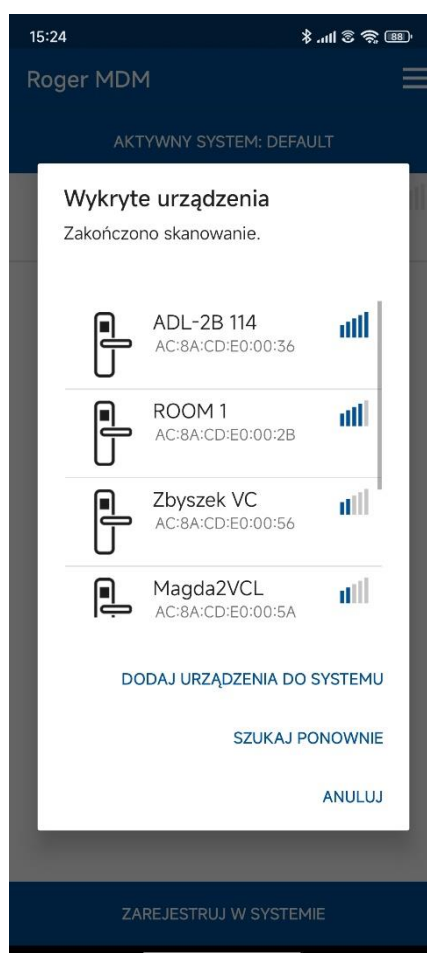 15:24
88
Roger MDM
AKTYWNY SYSTEM: DEFAULT
Wykryte urządzenia
Zakończono skanowanie.
ADL-2B 114
AC:8A:CD:E0:00:36
ROOM 1
AC:8A:CD:E0:00:2B
Zbyszek VC
AC:8A:CD:E0:00:56
Magda2VCL
AC:8A:CD:E0:00:5A
DODAJ URZĄDZENIA DO SYSTEMU
SZUKAJ PONOWNIE
ANULUJ
ZAREJESTRUJ W SYSTEMIE